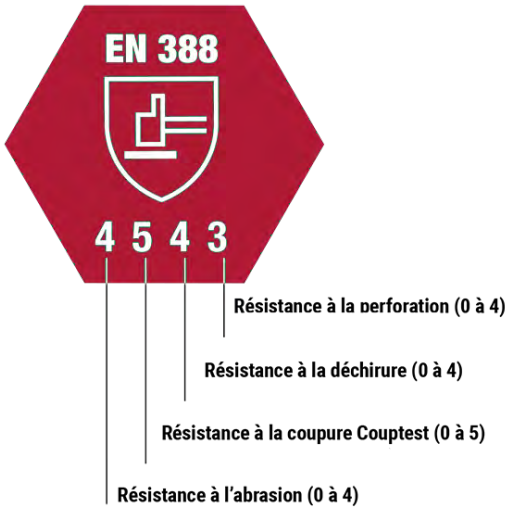 EN 388
4 5 4 3
Résistance à la perforation (0 à 4)
Résistance à la déchirure (0 à 4)
Résistance à la coupure Couptest (0 à 5)
Résistance à l'abrasion (0 à 4)